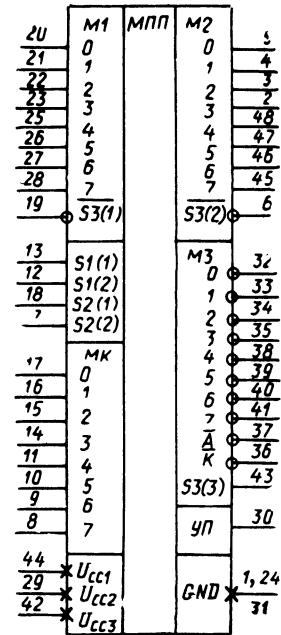 М1 МПП М2
20 0 0
21 1 1 4
22 2 2 3
23 3 3 2
25 4 4 48
26 5 5 47
27 6 6 46
28 7 7 45
19 S3(1) S3(2) 6
М3
13 S1(1) 0 32
12 S1(2) 1 33
18 S2(1) 2 34
S2(2) 3 35
МК 4 38
17 0 5 39
16 1 6 40
15 2 7 41
14 3 A 37
11 4 K 36
10 5 S3(3) 43
9 6
8 7 УП 30
44 UCC1
29 UCC2 GND 1, 24
42 UCC3 31